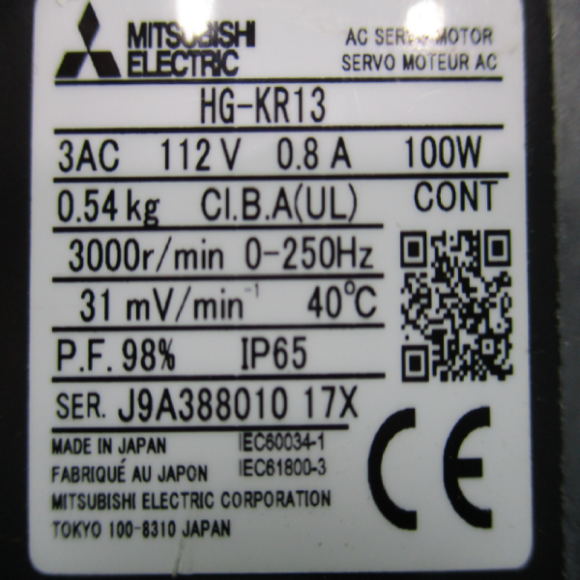 MITSUBISHI ELECTRIC
AC SERVO MOTOR
SERVO MOTEUR AC
HG-KR13
3AC 112 V 0.8 A 100W
0.54 kg CI.B.A(UL) CONT
3000r/min 0-250Hz
31 mV/min⁻¹ 40°C
P.F. 98% IP65
SER. J9A388010 17X
MADE IN JAPAN IEC60034-1
FABRIQUÉ AU JAPON IEC61800-3
MITSUBISHI ELECTRIC CORPORATION
TOKYO 100-8310 JAPAN
CE